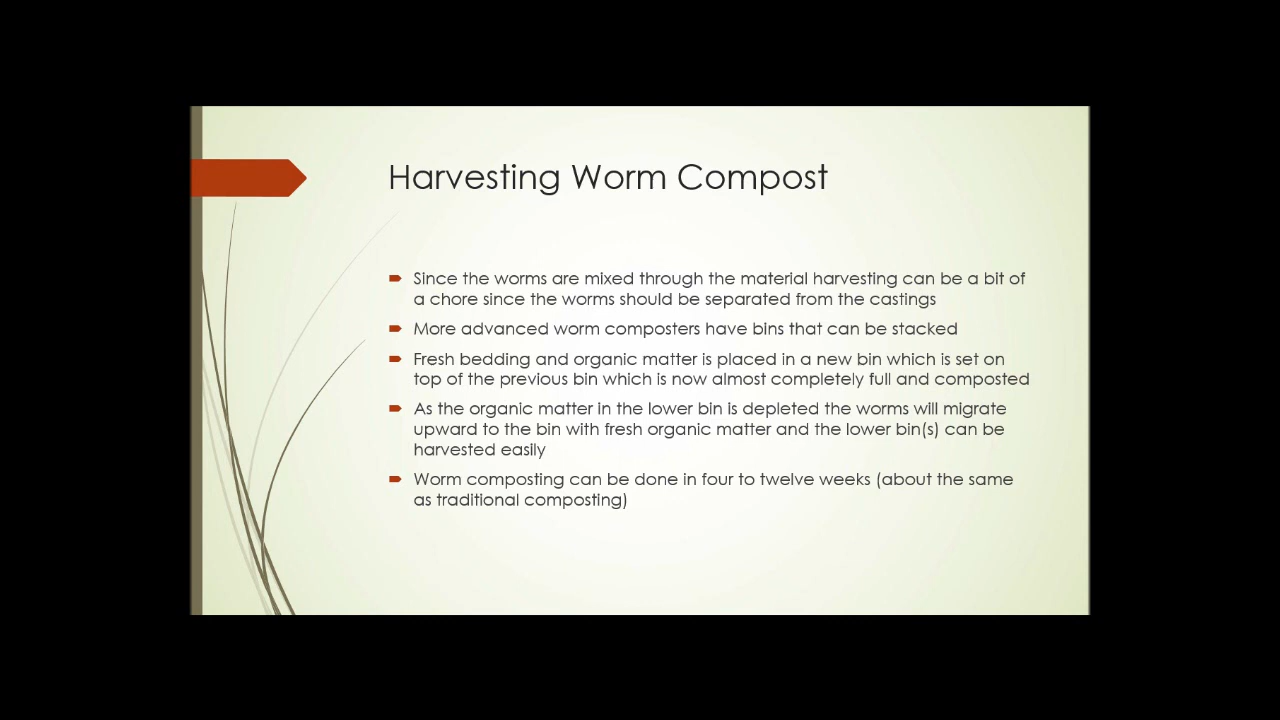 Harvesting Worm Compost
Since the worms are mixed through the material harvesting can be a bit of
a chore since the worms should be separated from the castings
More advanced worm composters have bins that can be stacked
Fresh bedding and organic matter is placed in a new bin which is set on
top of the previous bin which is now almost completely full and composted
As the organic matter in the lower bin is depleted the worms will migrate
upward to the bin with fresh organic matter and the lower bin(s) can be
harvested easily
Worm composting can be done in four to twelve weeks (about the same
as traditional composting)